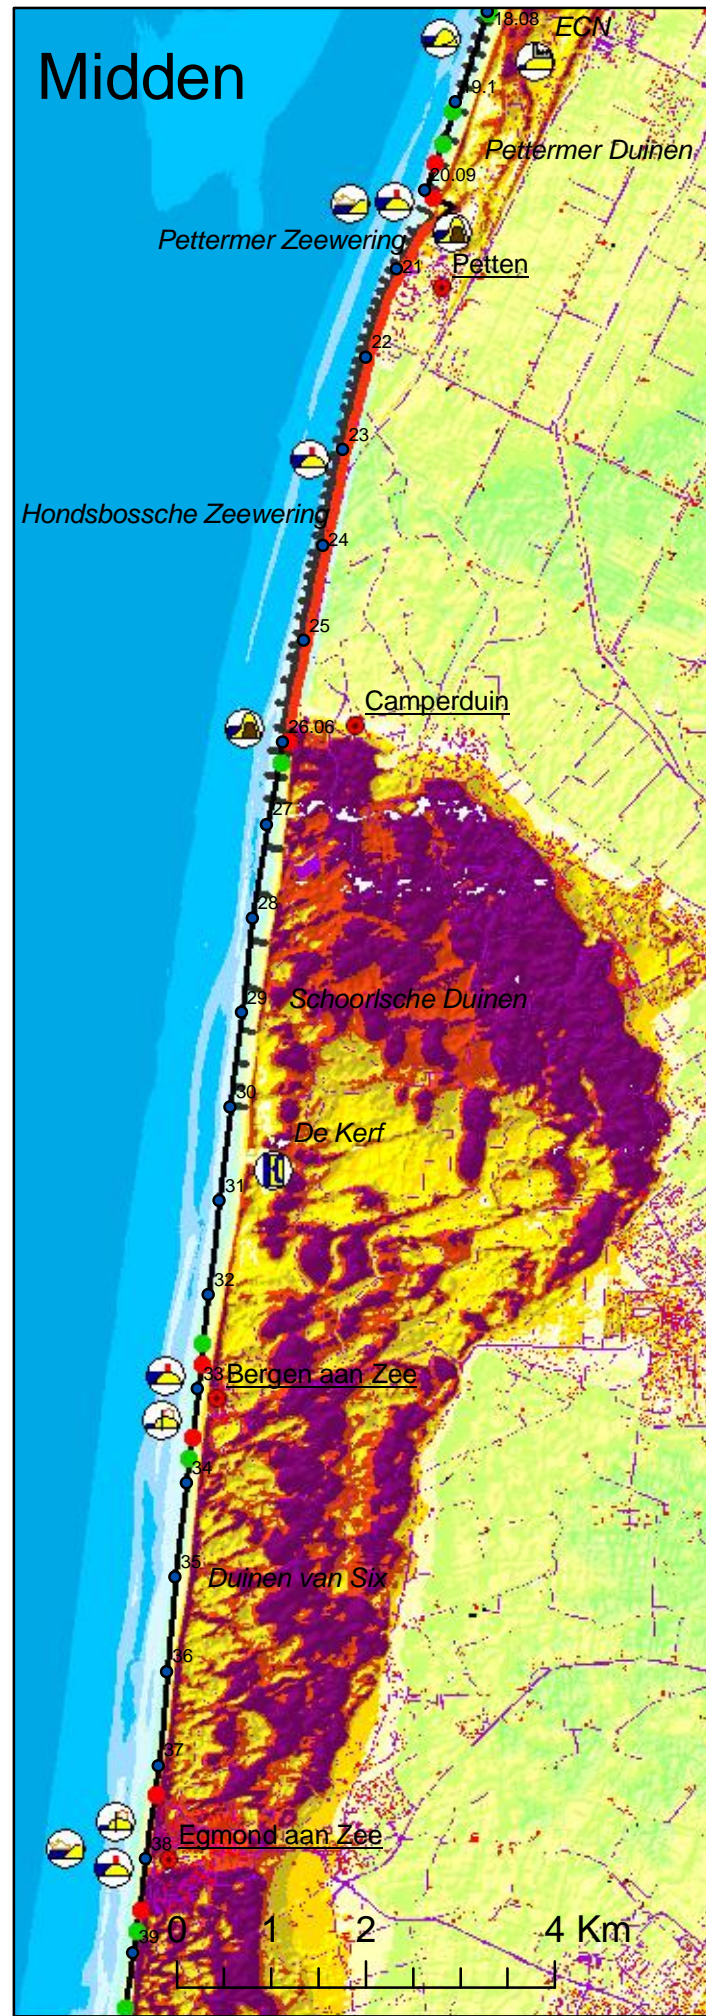 18.08
ECN
Midden
19.1
Pettermer Duinen
20.09
Pettermer Zeewering
21
Petten
22
23
Hondsbossche Zeewering
24
25
Camperduin
26.06
27
28
29
Schoorlsche Duinen
30
De Kerf
31
32
33
Bergen aan Zee
34
35
Duinen van Six
36
37
38
Egmond aan Zee
39
0 1 2 4 Km